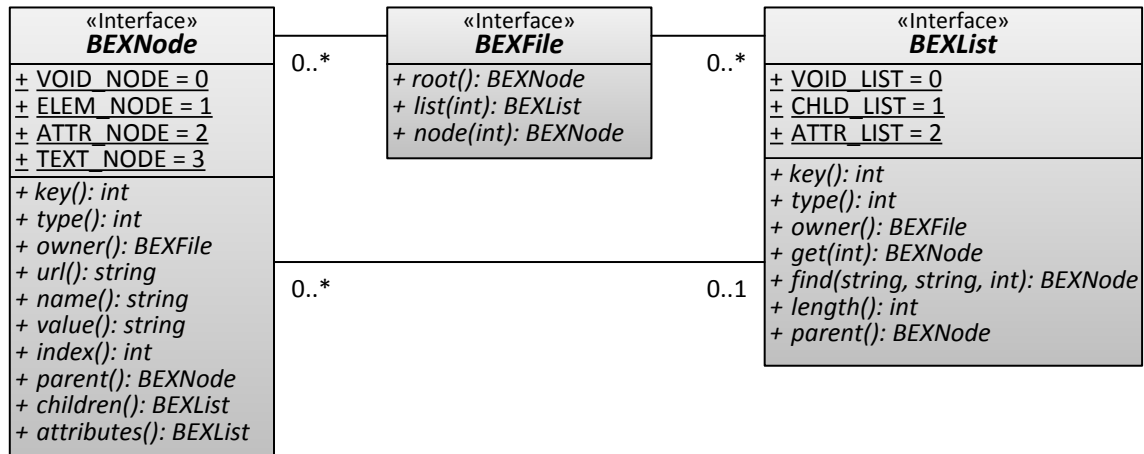 «Interface»
BEXNode
+ VOID_NODE = 0
+ ELEM_NODE = 1
+ ATTR_NODE = 2
+ TEXT_NODE = 3
+ key(): int
+ type(): int
+ owner(): BEXFile
+ url(): string
+ name(): string
+ value(): string
+ index(): int
+ parent(): BEXNode
+ children(): BEXList
+ attributes(): BEXList
0..*
0..*
«Interface»
BEXFile
+ root(): BEXNode
+ list(int): BEXList
+ node(int): BEXNode
0..*
0..1
«Interface»
BEXList
+ VOID_LIST = 0
+ CHLD_LIST = 1
+ ATTR_LIST = 2
+ key(): int
+ type(): int
+ owner(): BEXFile
+ get(int): BEXNode
+ find(string, string, int): BEXNode
+ length(): int
+ parent(): BEXNode